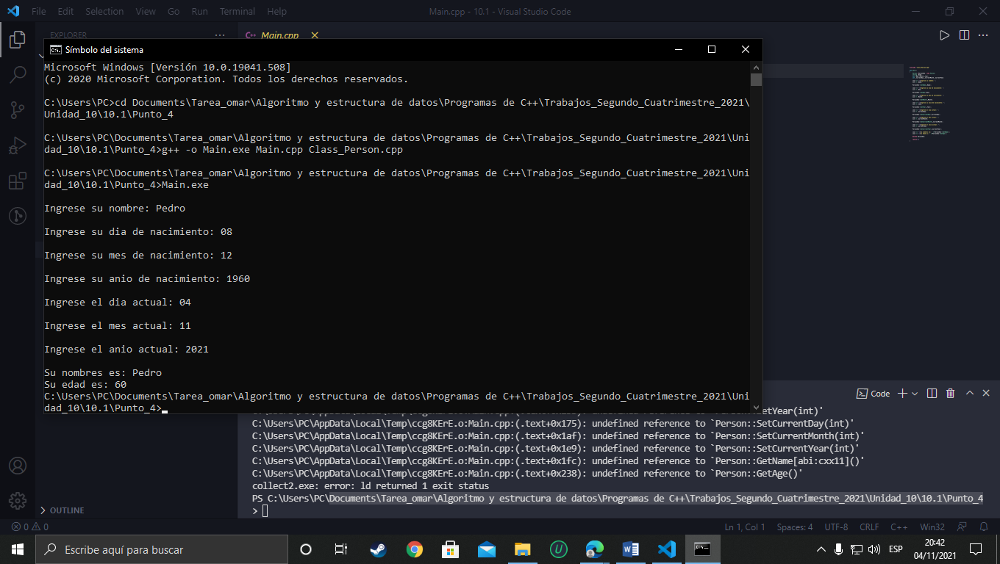 File Edit Selection View Go Run Terminal Help
Main.cpp - 10.1 - Visual Studio Code
EXPLORER
Main.cpp
Símbolo del sistema
Microsoft Windows [Versión 10.0.19041.508]
(c) 2020 Microsoft Corporation. Todos los derechos reservados.
C:\Users\PC>cd Documents\Tarea_omar\Algoritmo y estructura de datos\Programas de C++\Trabajos_Segundo_Cuatrimestre_2021\
Unidad_10\10.1\Punto_4
C:\Users\PC\Documents\Tarea_omar\Algoritmo y estructura de datos\Programas de C++\Trabajos_Segundo_Cuatrimestre_2021\Uni
dad_10\10.1\Punto_4>g++ -o Main.exe Main.cpp Class_Person.cpp
C:\Users\PC\Documents\Tarea_omar\Algoritmo y estructura de datos\Programas de C++\Trabajos_Segundo_Cuatrimestre_2021\Uni
dad_10\10.1\Punto_4>Main.exe
Ingrese su nombre: Pedro
Ingrese su dia de nacimiento: 08
Ingrese su mes de nacimiento: 12
Ingrese su anio de nacimiento: 1960
Ingrese el dia actual: 04
Ingrese el mes actual: 11
Ingrese el anio actual: 2021
Su nombres es: Pedro
Su edad es: 60
C:\Users\PC\Documents\Tarea_omar\Algoritmo y estructura de datos\Programas de C++\Trabajos_Segundo_Cuatrimestre_2021\Uni
dad_10\10.1\Punto_4>
Code
etYear(int)'
C:\Users\PC\AppData\Local\Temp\ccg8KErE.o:Main.cpp:(.text+0x175): undefined reference to `Person::SetCurrentDay(int)'
C:\Users\PC\AppData\Local\Temp\ccg8KErE.o:Main.cpp:(.text+0x1af): undefined reference to `Person::SetCurrentMonth(int)'
C:\Users\PC\AppData\Local\Temp\ccg8KErE.o:Main.cpp:(.text+0x1e9): undefined reference to `Person::SetCurrentYear(int)'
C:\Users\PC\AppData\Local\Temp\ccg8KErE.o:Main.cpp:(.text+0x1fc): undefined reference to `Person::GetName[abi:cxx11]()'
C:\Users\PC\AppData\Local\Temp\ccg8KErE.o:Main.cpp:(.text+0x238): undefined reference to `Person::GetAge()'
collect2.exe: error: ld returned 1 exit status
PS C:\Users\PC\Documents\Tarea_omar\Algoritmo y estructura de datos\Programas de C++\Trabajos_Segundo_Cuatrimestre_2021\Unidad_10\10.1\Punto_4
>
OUTLINE
0 0
Ln 1, Col 1 Spaces: 4 UTF-8 CRLF C++ Win32
Escribe aquí para buscar
ESP
20:42
04/11/2021